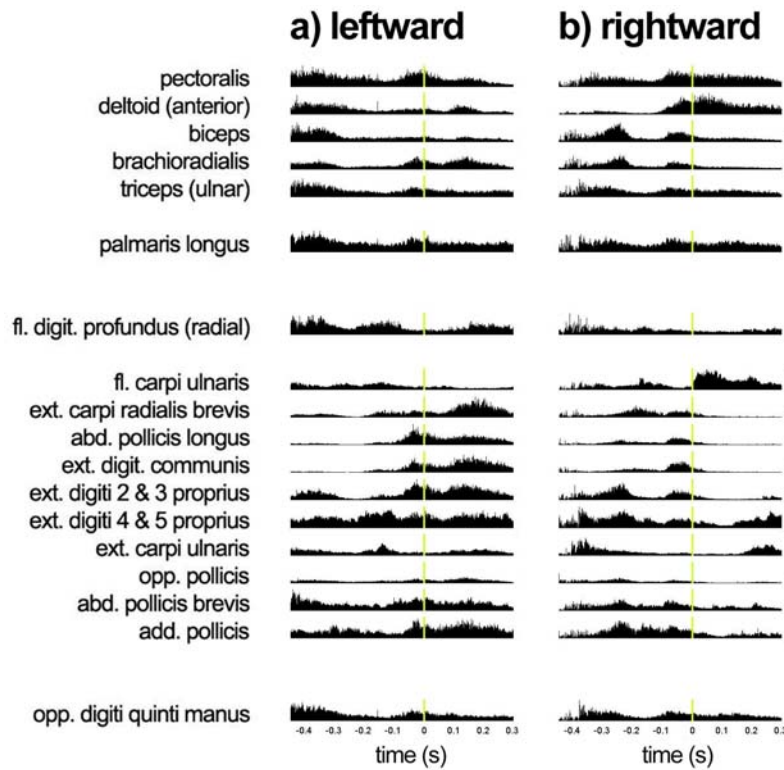 a) leftward b) rightward
pectoralis
deltoid (anterior)
biceps
brachioradialis
triceps (ulnar)
palmaris longus
fl. digit. profundus (radial)
fl. carpi ulnaris
ext. carpi radialis brevis
abd. pollicis longus
ext. digit. communis
ext. digiti 2 & 3 proprius
ext. digiti 4 & 5 proprius
ext. carpi ulnaris
opp. pollicis
abd. pollicis brevis
add. pollicis
opp. digiti quinti manus
-0.4 -0.3 -0.2 -0.1 0 0.1 0.2 0.3 -0.4 -0.3 -0.2 -0.1 0 0.1 0.2 0.3
time (s) time (s)